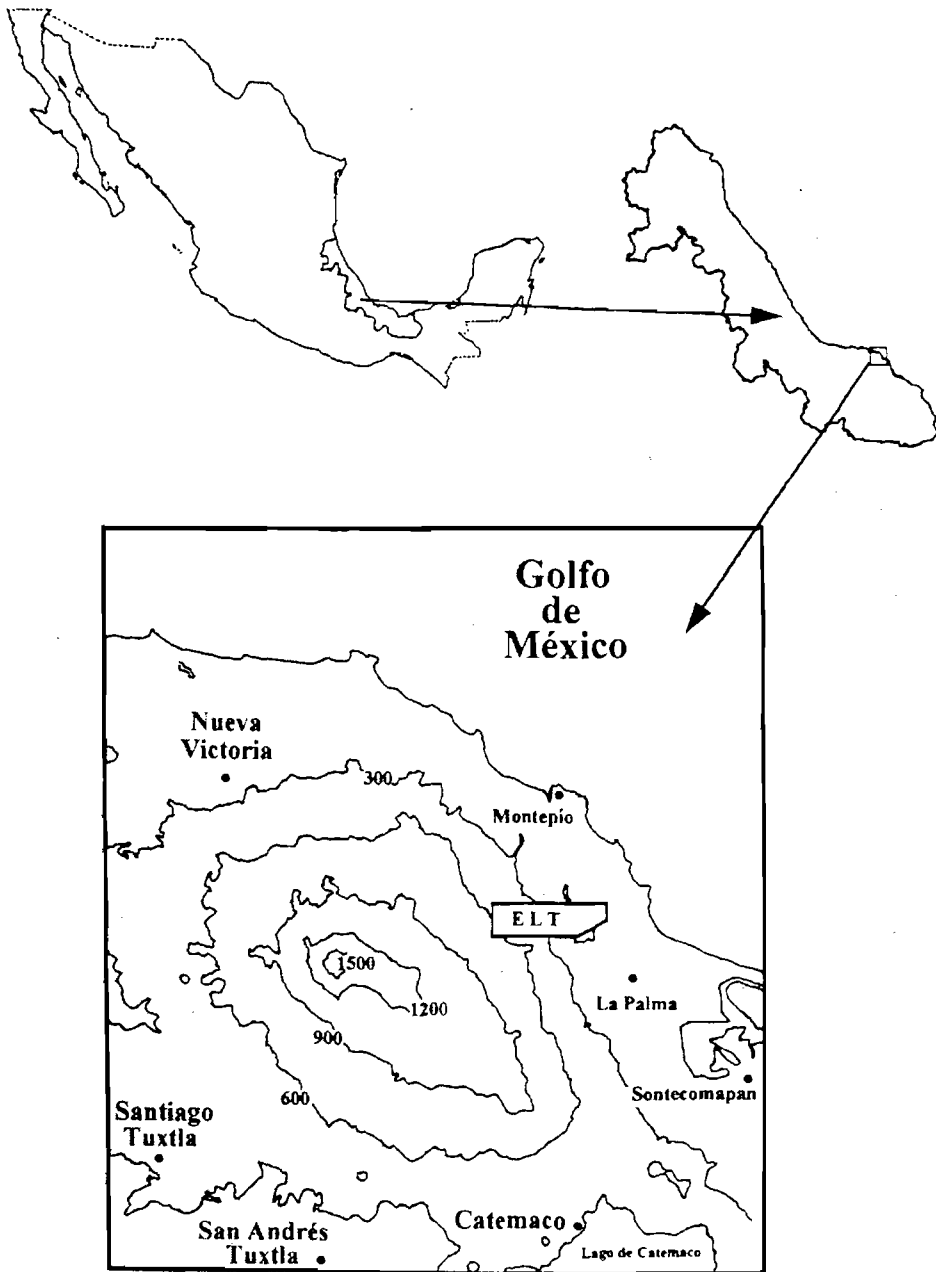 Golfo
de
México
Nueva
Victoria
300
Montepío
E L T
1500
La Palma
1200
900
600
Sontecomapan
Santiago
Tuxtla
San Andrés
Tuxtla
Catemaco
Lago de Catemaco